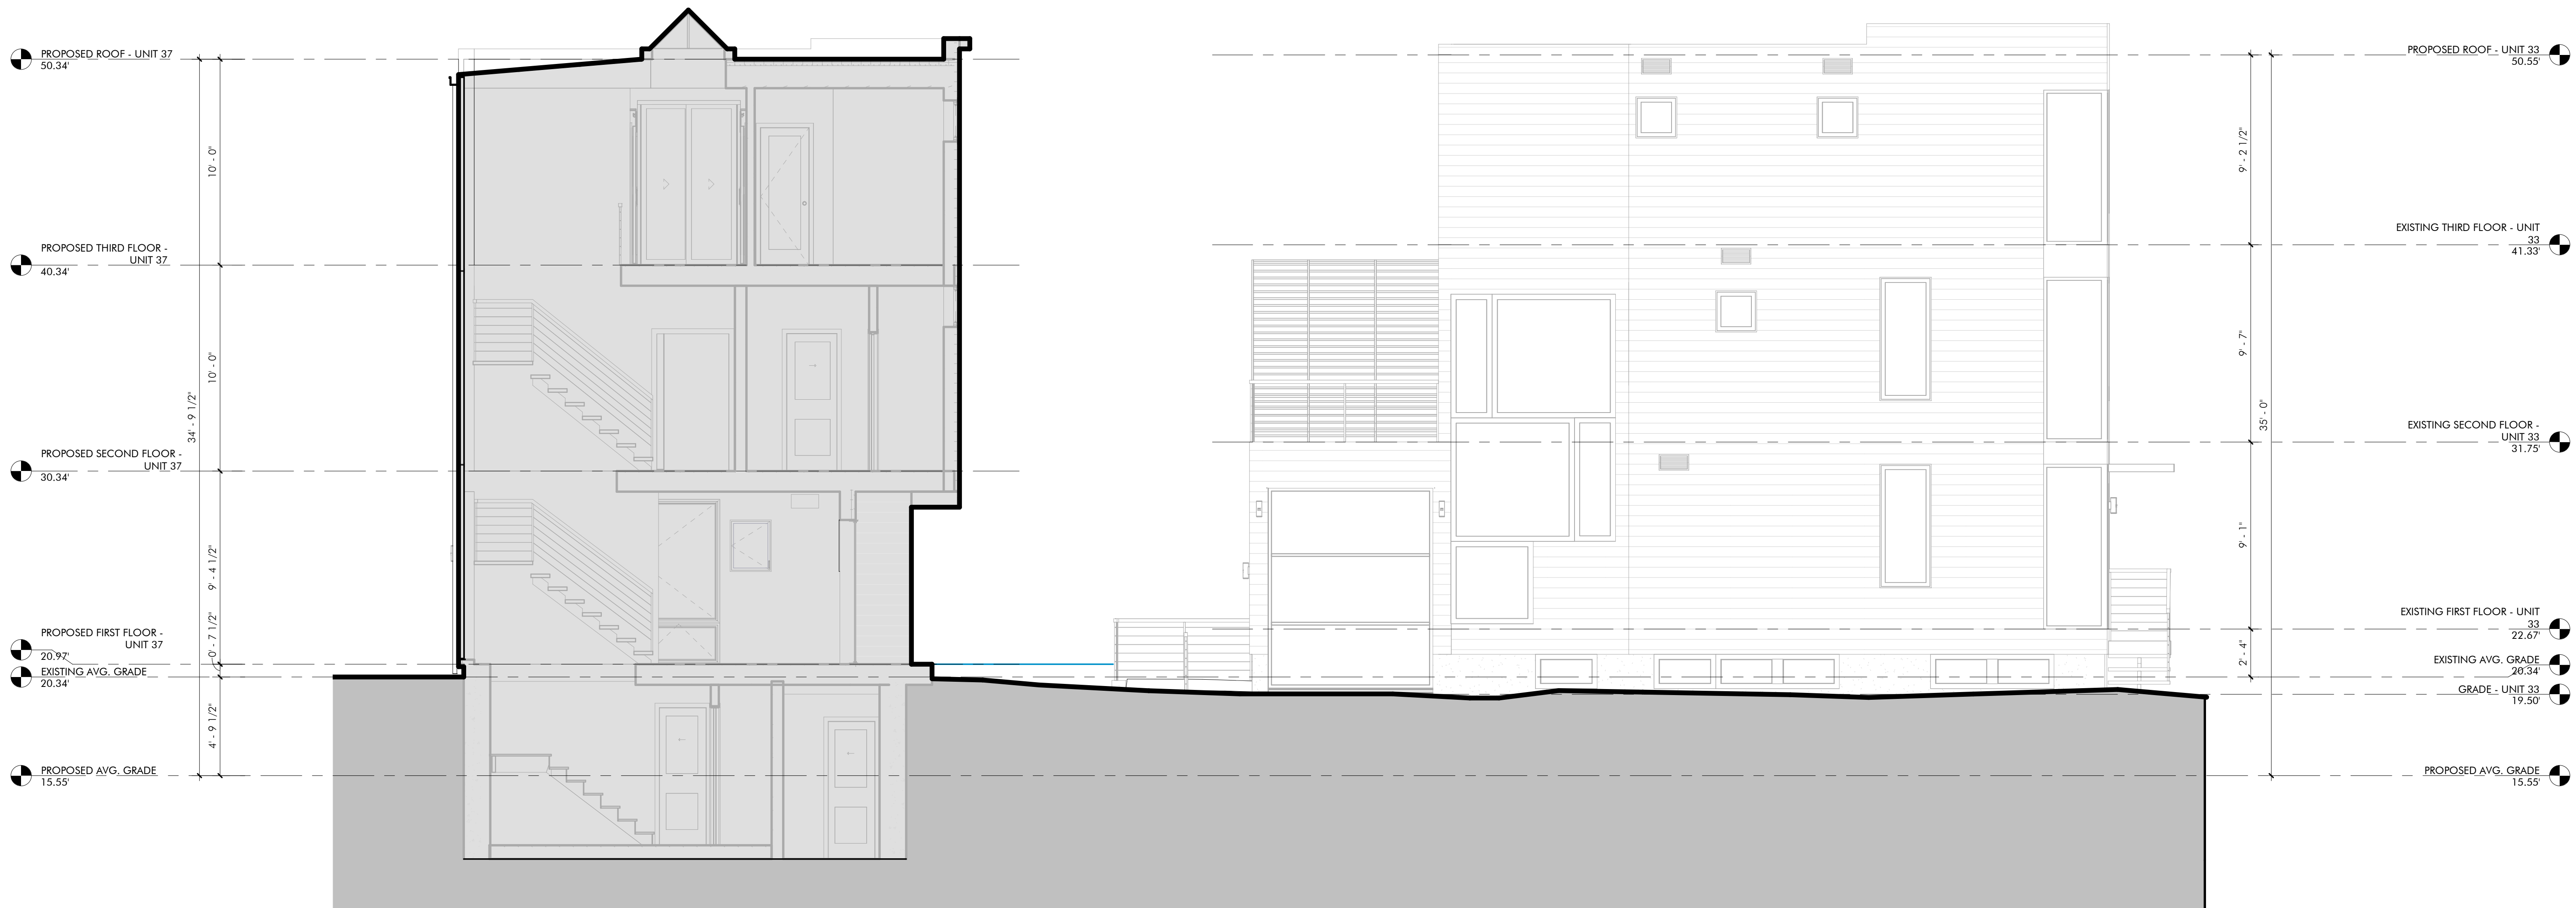 PROPOSED ROOF - UNIT 37
50.34'
PROPOSED THIRD FLOOR -
UNIT 37
40.34'
PROPOSED SECOND FLOOR -
UNIT 37
30.34'
PROPOSED FIRST FLOOR -
UNIT 37
20.97'
EXISTING AVG. GRADE
20.34'
PROPOSED AVG. GRADE
15.55'
34' - 9 1/2"
10' - 0"
10' - 0"
9' - 4 1/2"
0' - 7 1/2"
4' - 9 1/2"
9' - 2 1/2"
9' - 7"
9' - 1"
2' - 4"
35' - 0"
PROPOSED ROOF - UNIT 33
50.55'
EXISTING THIRD FLOOR - UNIT
33
41.33'
EXISTING SECOND FLOOR -
UNIT 33
31.75'
EXISTING FIRST FLOOR - UNIT
33
22.67'
EXISTING AVG. GRADE
20.34'
GRADE - UNIT 33
19.50'
PROPOSED AVG. GRADE
15.55'